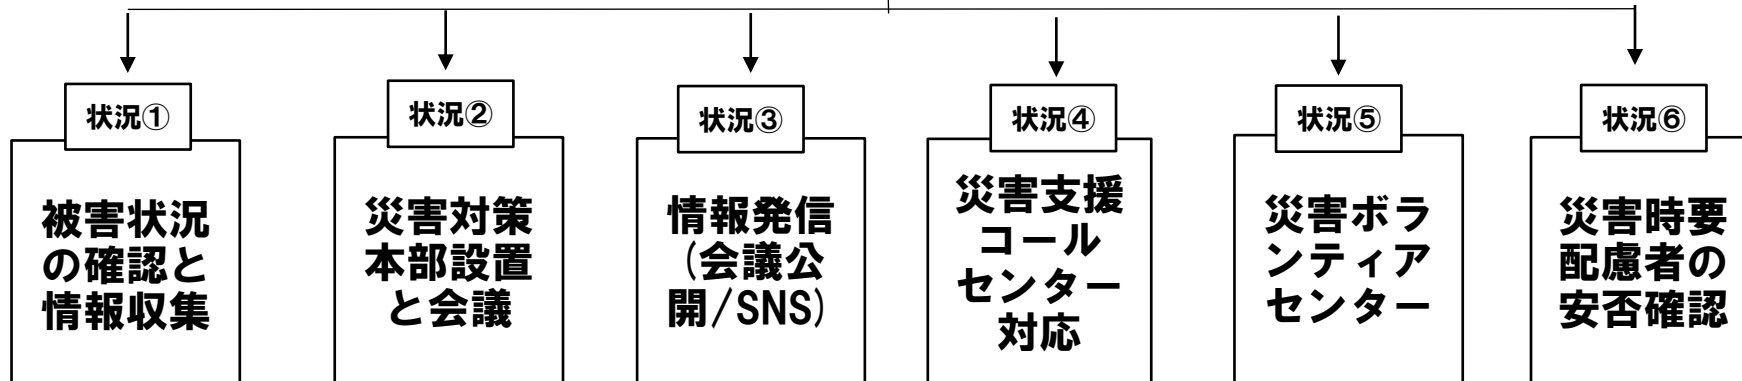 状況①
被害状況
の確認と
情報収集
状況②
災害対策
本部設置
と会議
状況③
情報発信
(会議公
開/SNS)
状況④
災害支援
コール
センター
対応
状況⑤
災害ボラ
ンティア
センター
状況⑥
災害時要
配慮者の
安否確認